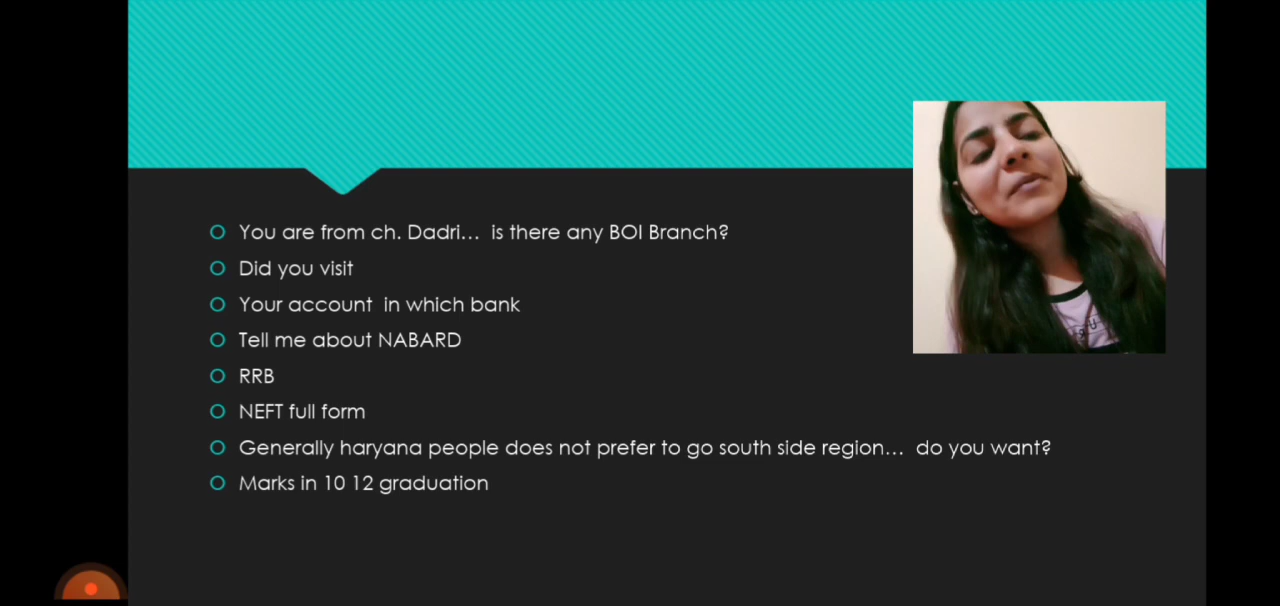 You are from ch. Dadri... is there any BOI Branch?
Did you visit
Your account in which bank
Tell me about NABARD
RRB
NEFT full form
Generally haryana people does not prefer to go south side region... do you want?
Marks in 10 12 graduation